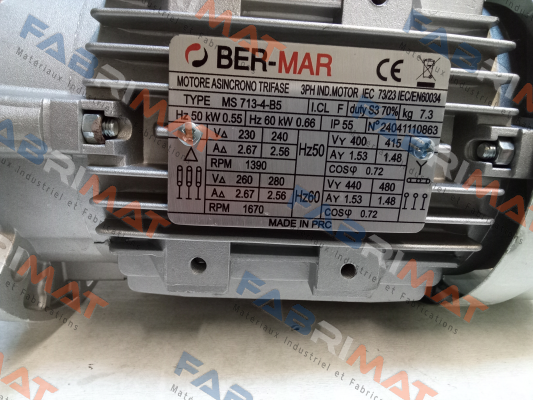 BER-MAR CE
MOTORE ASINCRONO TRIFASE 3PH IND.MOTOR IEC 73/23 IEC/EN60034
TYPE MS 713-4-B5 I.CL F duty S3 70% kg 7.3
Hz 50 kW 0.55 Hz 60 kW 0.66 IP 55 N° 24041110863
V△ 230 240 Hz50 VY 400 415
A△ 2.67 2.56 AY 1.53 1.48
RPM 1390 COSφ 0.72
V△ 260 280 Hz60 VY 440 480
A△ 2.67 2.56 AY 1.53 1.48
RPM 1670 COSφ 0.72
MADE IN PRC
FABRIMAT
Matériaux Industriel et Fabrications